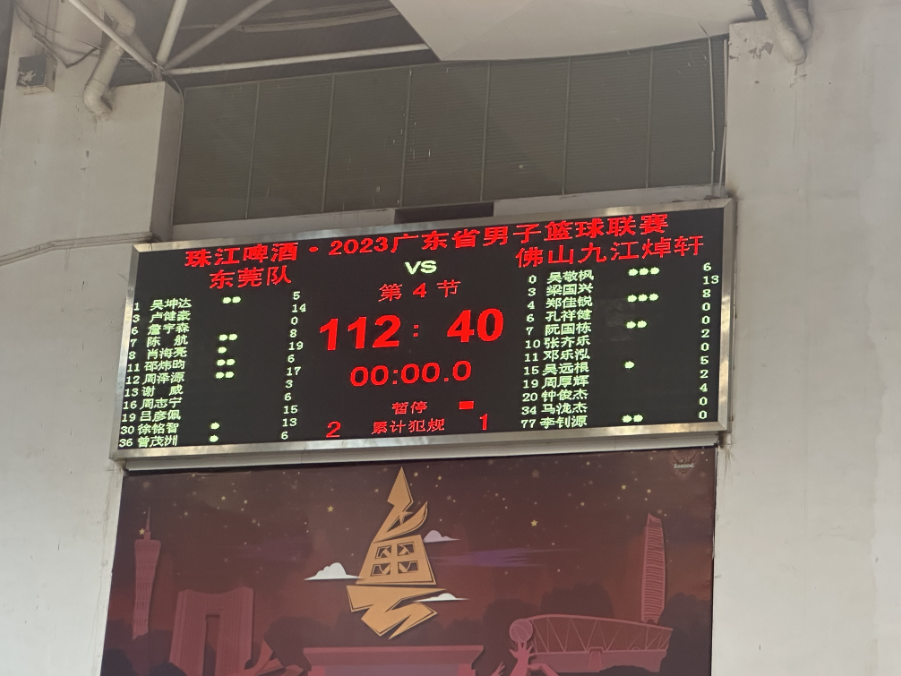 珠江啤酒·2023广东省男子篮球联赛
东莞队 VS 佛山九江焯轩
第 4 节
112 : 40
00:00.0
暂停
2 累计犯规 1
1 吴坤达 5
3 卢健豪 14
6 詹宇森 0
7 陈 航 8
8 肖海亮 19
11 邵炜昀 6
12 周泽源 17
13 谢 威 3
16 周志宁 6
19 吕彦佩 15
30 徐铭智 13
36 曾茂洲 6
0 吴敬枫 6
3 梁国兴 13
4 郑佳锐 8
6 孔祥健 0
7 阮国栋 0
10 张齐乐 2
11 邓乐泓 0
15 吴远根 5
19 周厚辉 2
20 钟俊杰 4
34 马泷杰 0
77 李钊源 0
粤